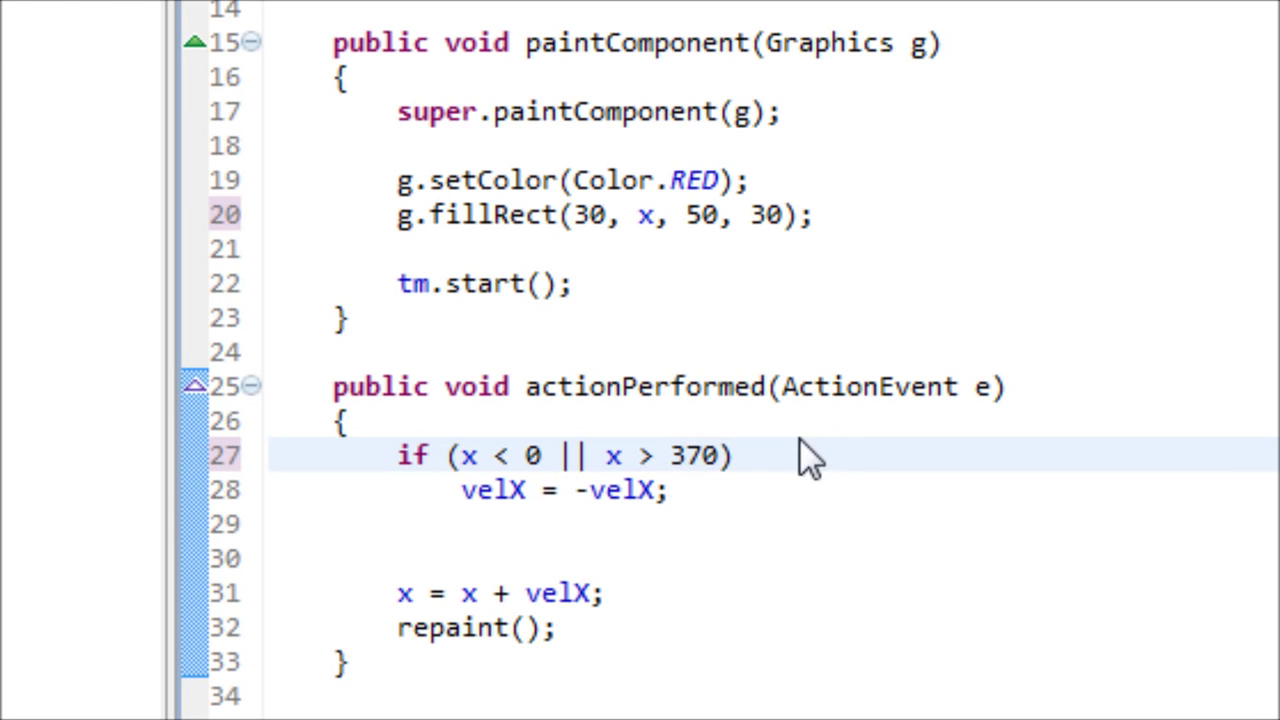 14
15 public void paintComponent(Graphics g)
16 {
17 super.paintComponent(g);
18
19 g.setColor(Color.RED);
20 g.fillRect(30, x, 50, 30);
21
22 tm.start();
23 }
24
25 public void actionPerformed(ActionEvent e)
26 {
27 if (x < 0 || x > 370)
28 velX = -velX;
29
30
31 x = x + velX;
32 repaint();
33 }
34